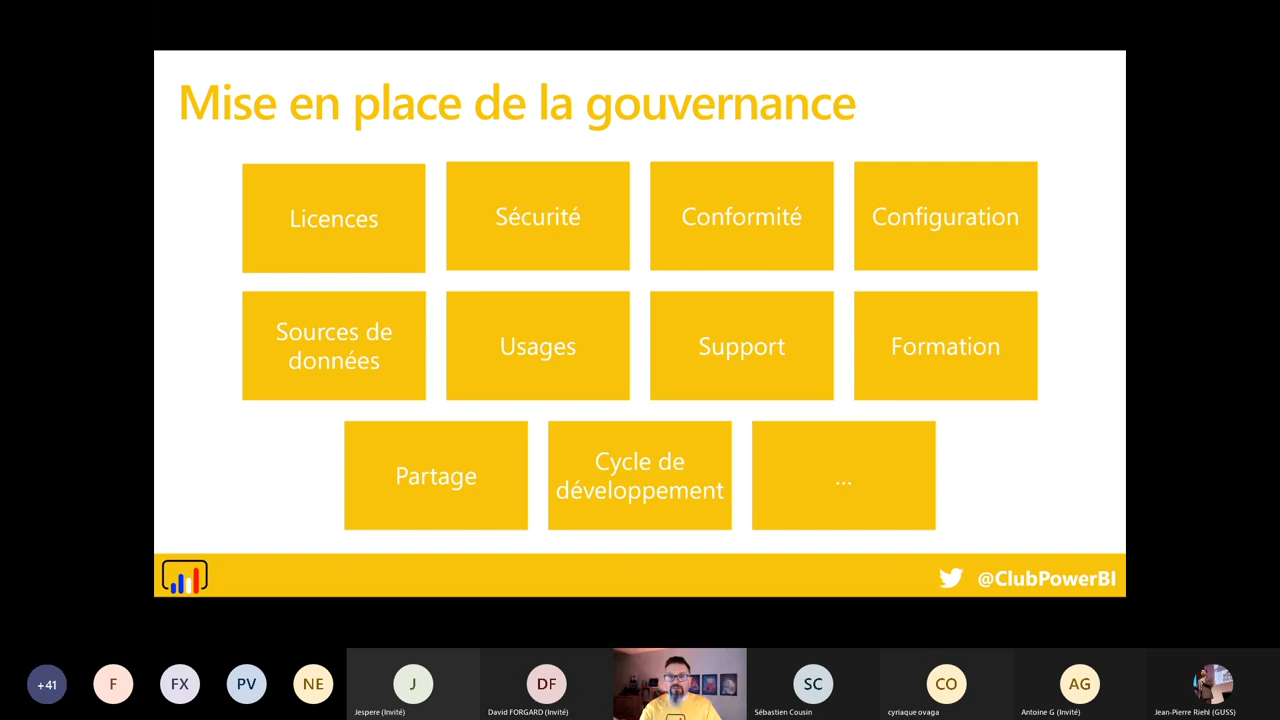 Mise en place de la gouvernance
Licences
Sécurité
Conformité
Configuration
Sources de
données
Usages
Support
Formation
Partage
Cycle de
développement
...
@ClubPowerBI
+41
F
FX
PV
NE
J
DF
SC
CO
AG
Jespere (Invité)
David FORGARD (Invité)
Sébastien Cousin
cyriaque ovaga
Antoine G (Invité)
Jean-Pierre Riehl (GUSS)